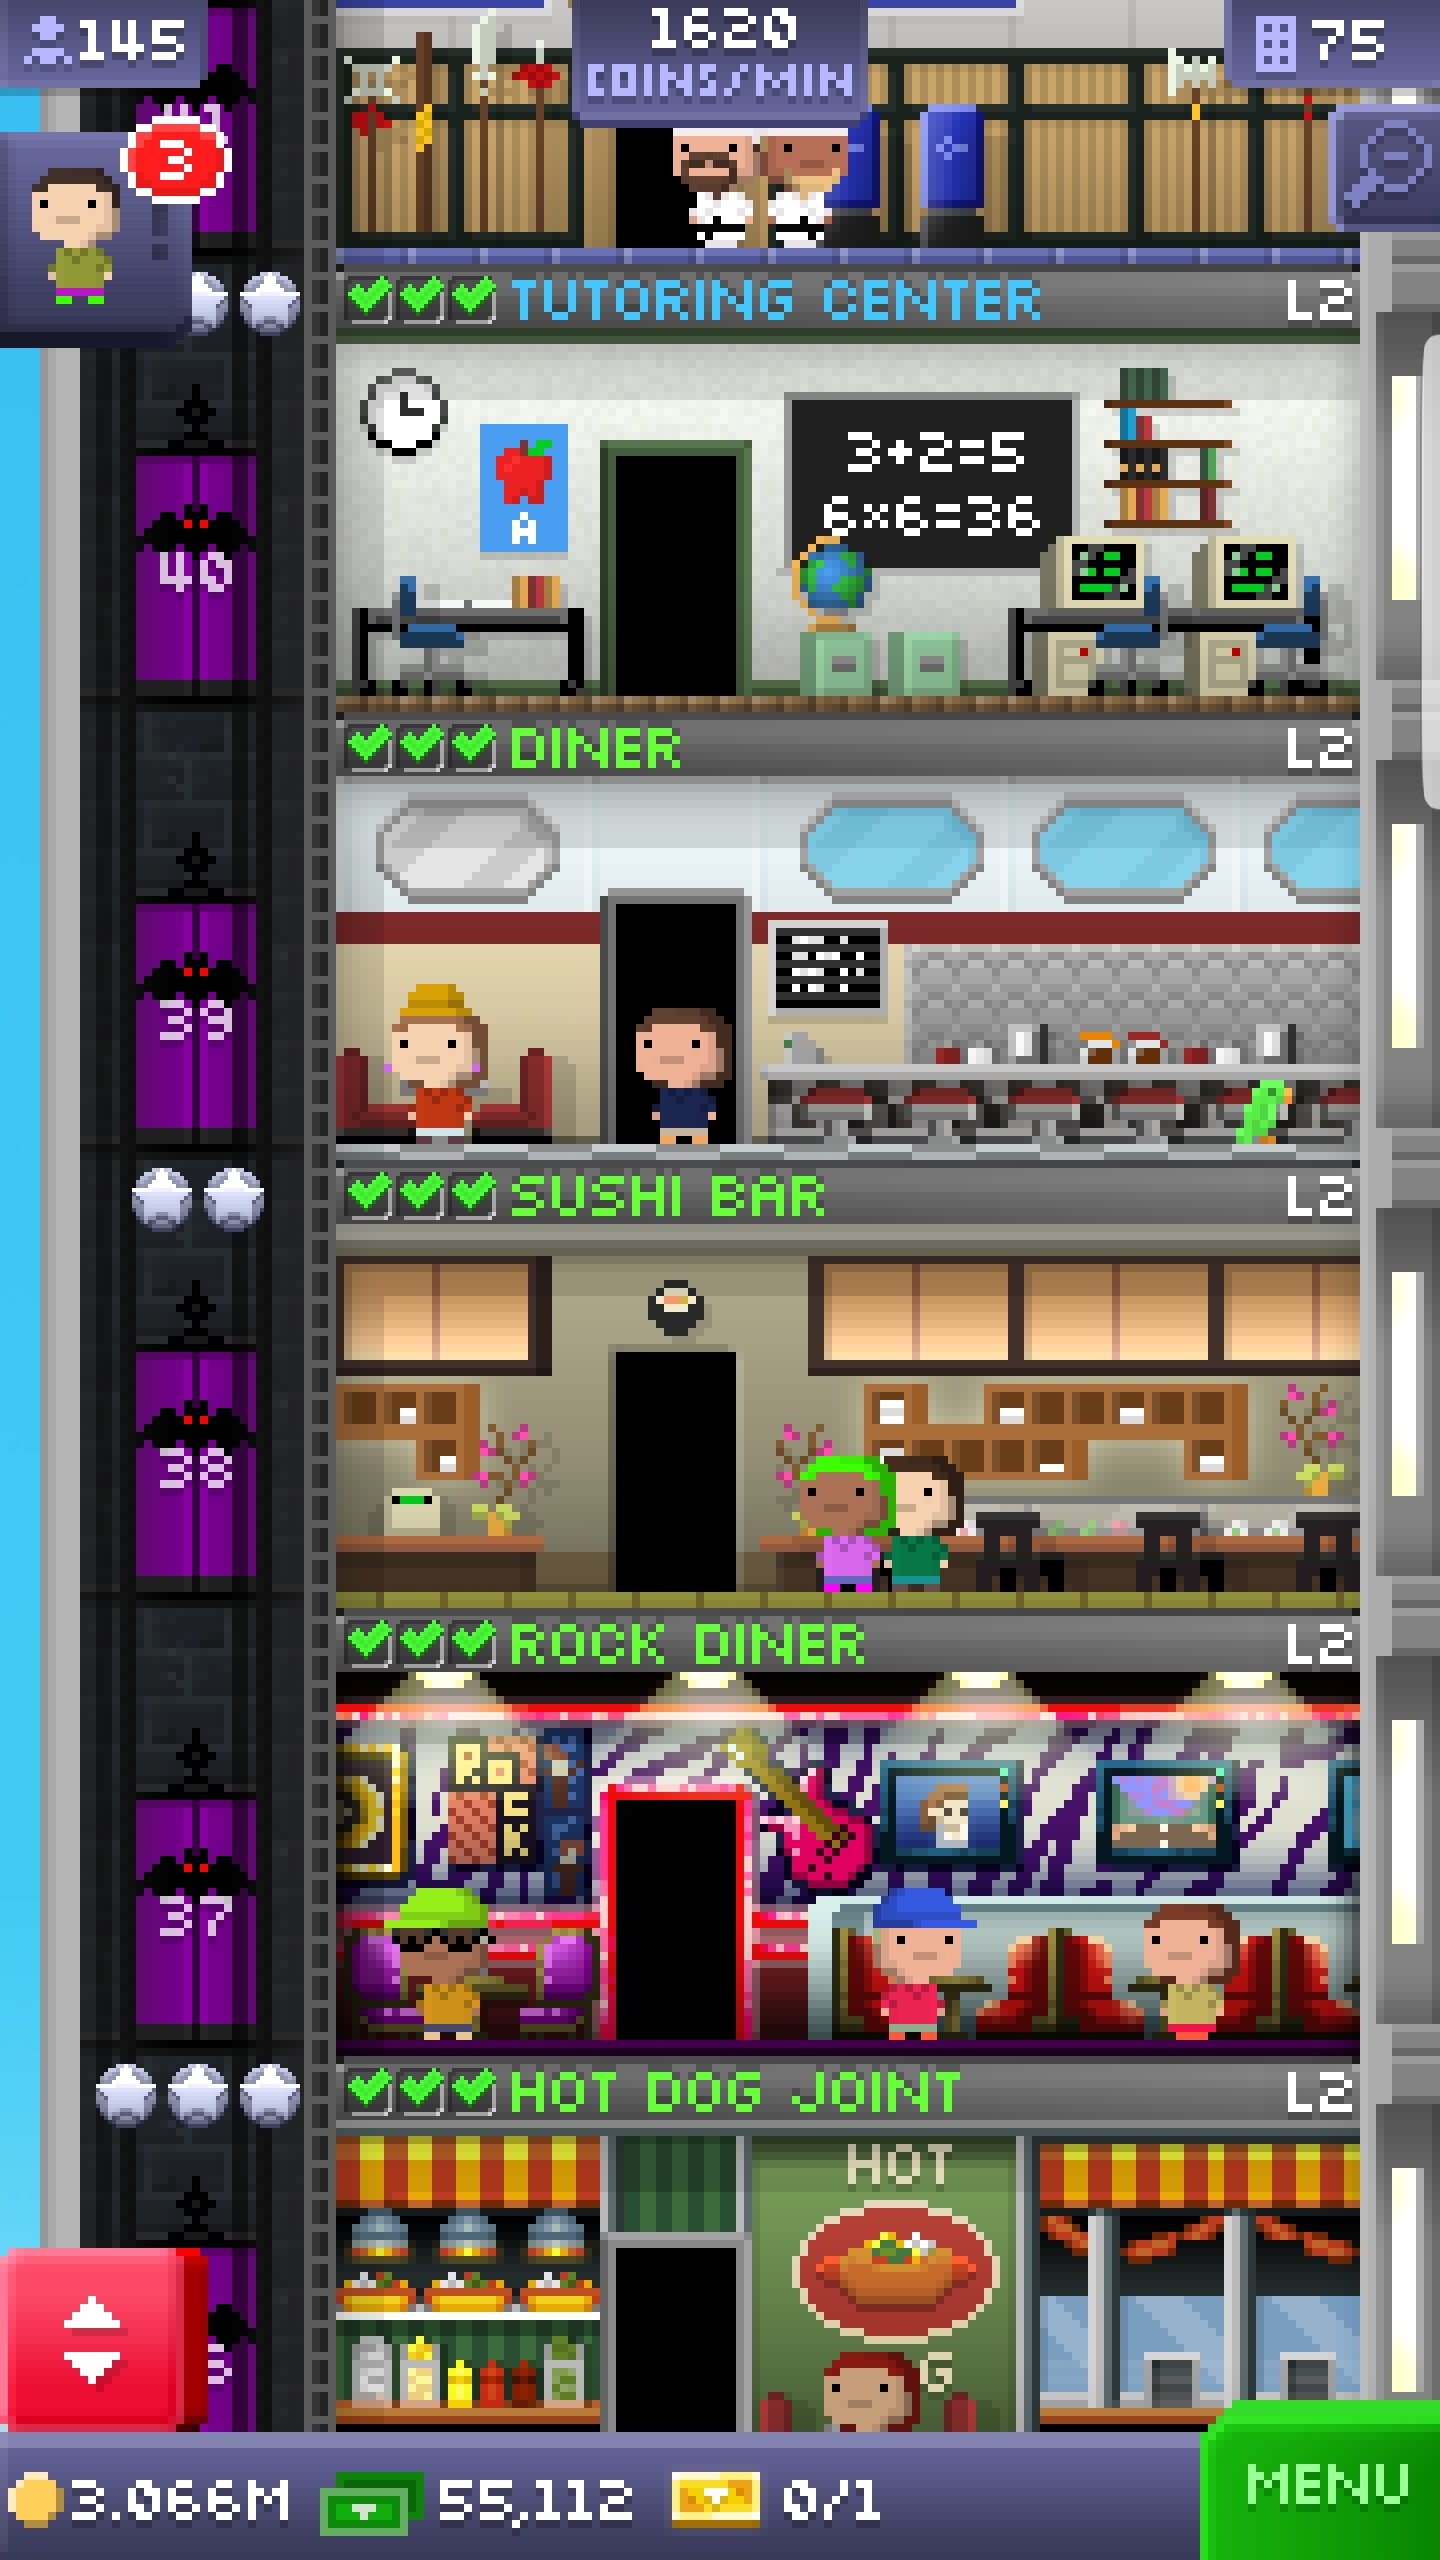 145
1620
COINS/MIN
75
3
TUTORING CENTER
L2
3+2=5
6×6=36
A
40
DINER
L2
39
SUSHI BAR
L2
38
ROCK DINER
L2
Ro
CK
37
HOT DOG JOINT
L2
HOT
G
3.066M
55,112
0/1
MENU